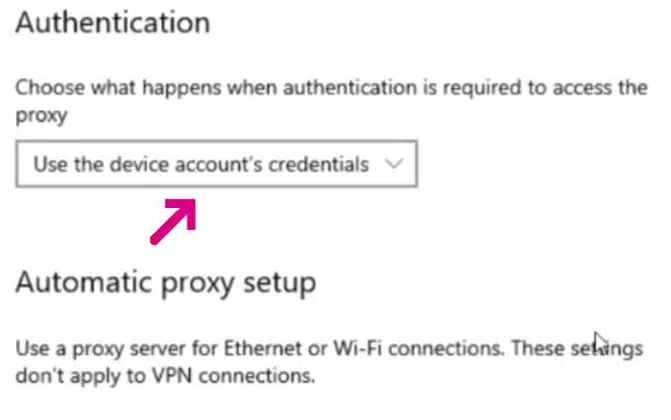 Authentication
Choose what happens when authentication is required to access the
proxy
Use the device account's credentials
Automatic proxy setup
Use a proxy server for Ethernet or Wi-Fi connections. These settings
don't apply to VPN connections.